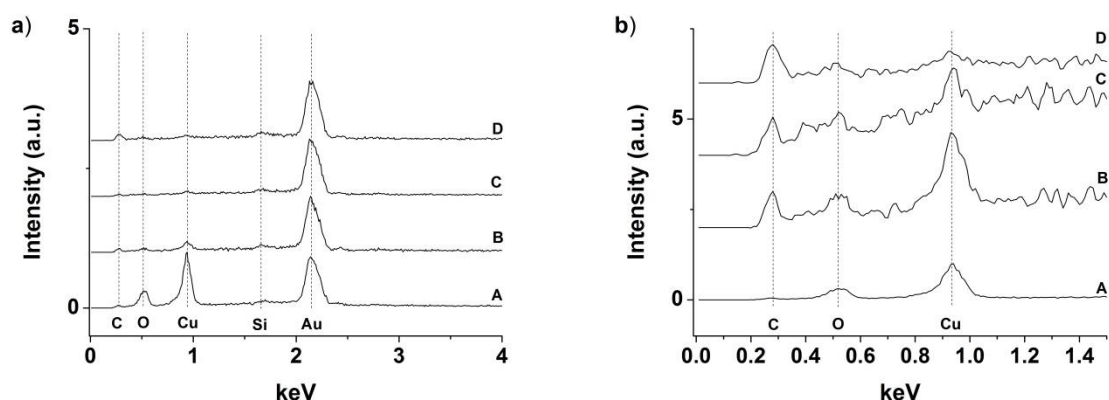 a)
5
0
Intensity (a.u.)
D
C
B
A
C O Cu Si Au
0 1 2 3 4
keV
b)
5
0
Intensity (a.u.)
D
C
B
A
C O Cu
0.0 0.2 0.4 0.6 0.8 1.0 1.2 1.4
keV